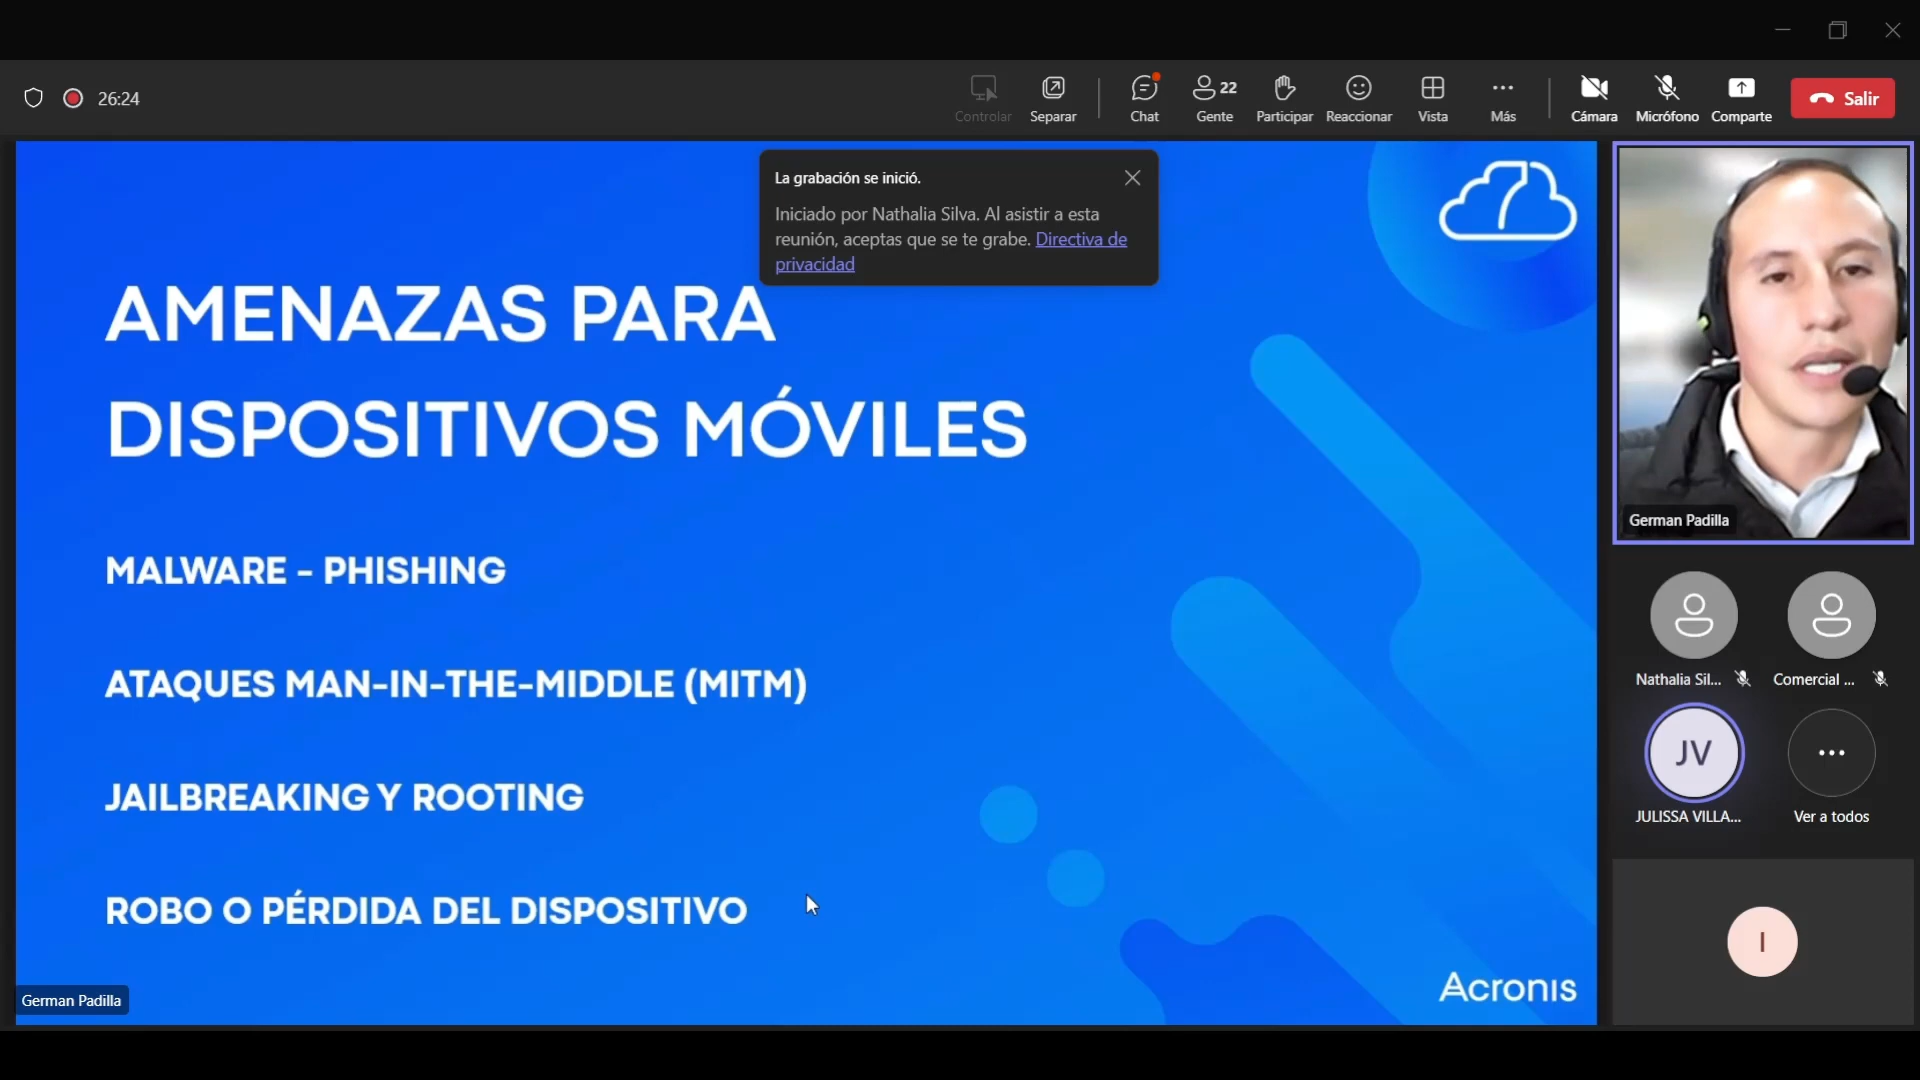 26:24
Controlar
Separar
Chat
22
Gente
Participar
Reaccionar
Vista
Más
Cámara
Micrófono
Comparte
Salir
La grabación se inició.
Iniciado por Nathalia Silva. Al asistir a esta
reunión, aceptas que se te grabe. Directiva de
privacidad
7
AMENAZAS PARA
DISPOSITIVOS MÓVILES
MALWARE - PHISHING
ATAQUES MAN-IN-THE-MIDDLE (MITM)
JAILBREAKING Y ROOTING
ROBO O PÉRDIDA DEL DISPOSITIVO
German Padilla
Acronis
German Padilla
Nathalia Sil...
Comercial ...
JV
JULISSA VILLA...
Ver a todos
I